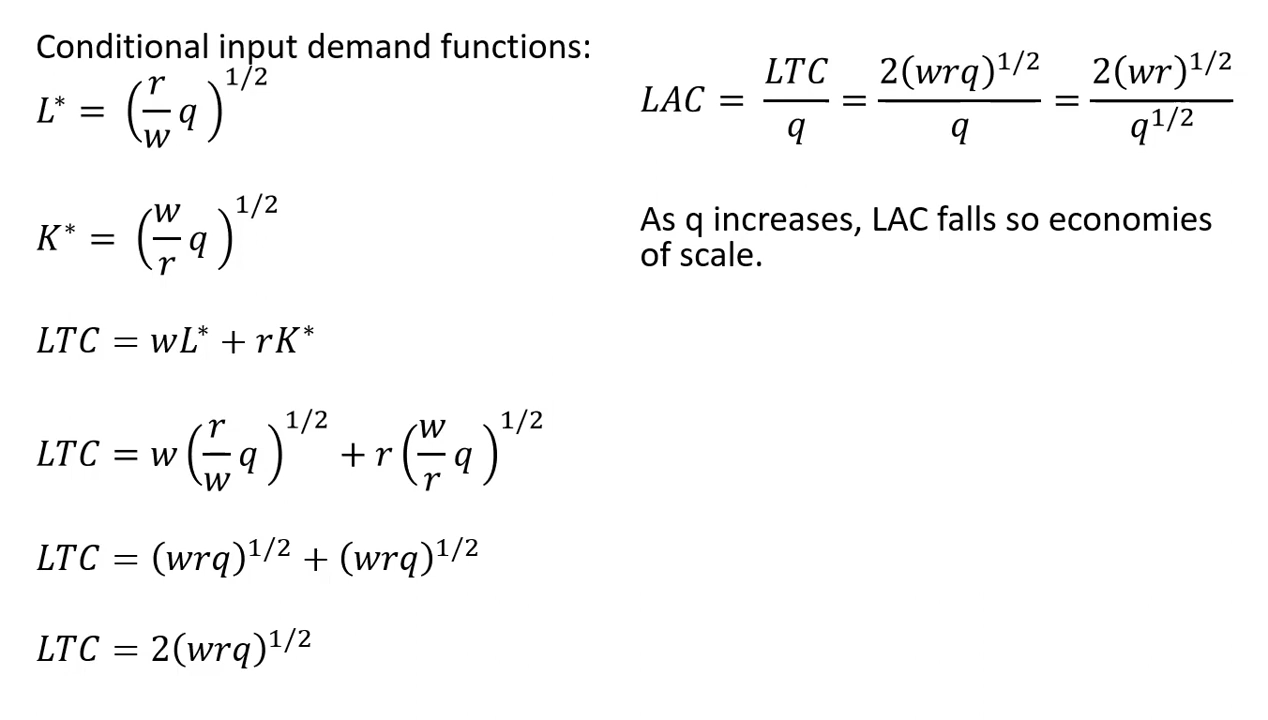 Conditional input demand functions:
L* = (r/w q)^1/2
K* = (w/r q)^1/2
LTC = wL* + rK*
LTC = w(r/w q)^1/2 + r(w/r q)^1/2
LTC = (wrq)^1/2 + (wrq)^1/2
LTC = 2(wrq)^1/2
LAC = LTC/q = 2(wrq)^1/2/q = 2(wr)^1/2/q^1/2
As q increases, LAC falls so economies
of scale.